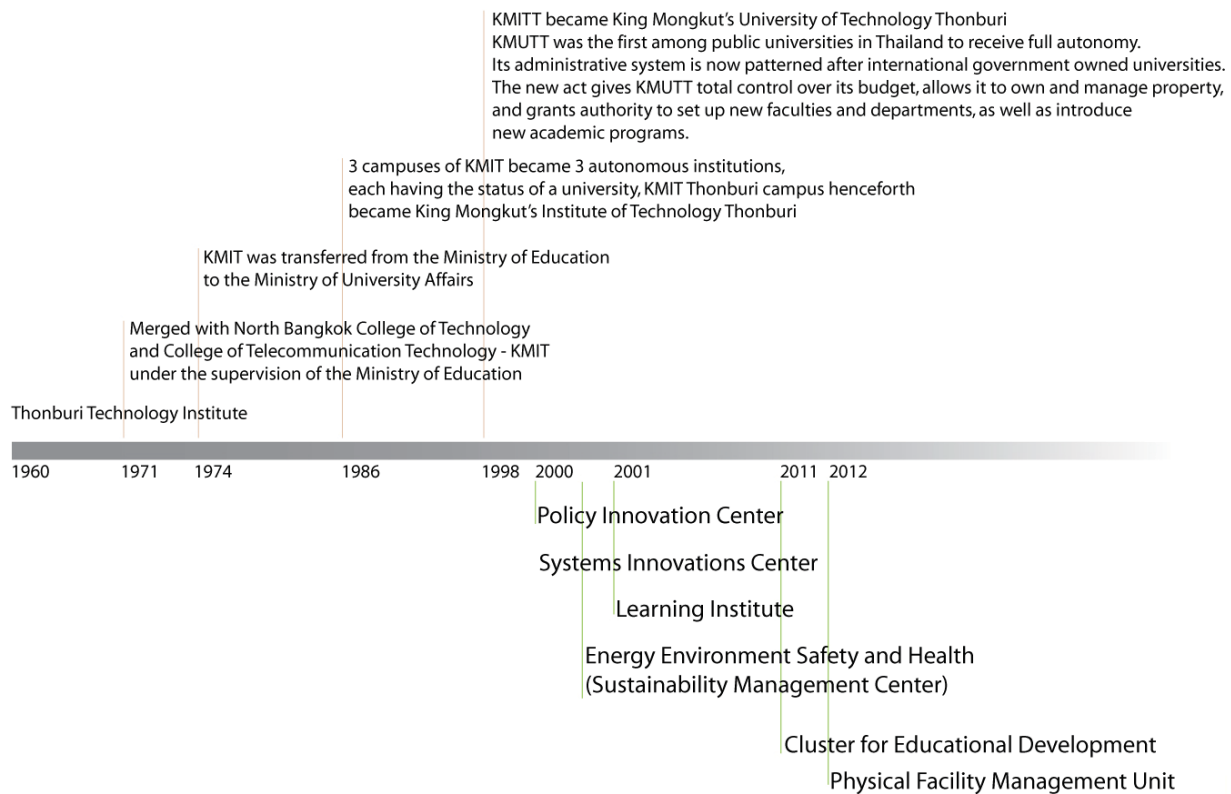 KMITT became King Mongkut's University of Technology Thonburi
KMUTT was the first among public universities in Thailand to receive full autonomy.
Its administrative system is now patterned after international government owned universities.
The new act gives KMUTT total control over its budget, allows it to own and manage property,
and grants authority to set up new faculties and departments, as well as introduce
new academic programs.
3 campuses of KMIT became 3 autonomous institutions,
each having the status of a university, KMIT Thonburi campus henceforth
became King Mongkut's Institute of Technology Thonburi
KMIT was transferred from the Ministry of Education
to the Ministry of University Affairs
Merged with North Bangkok College of Technology
and College of Telecommunication Technology - KMIT
under the supervision of the Ministry of Education
Thonburi Technology Institute
1960 1971 1974 1986 1998 2000 2001 2011 2012
Policy Innovation Center
Systems Innovations Center
Learning Institute
Energy Environment Safety and Health
(Sustainability Management Center)
Cluster for Educational Development
Physical Facility Management Unit